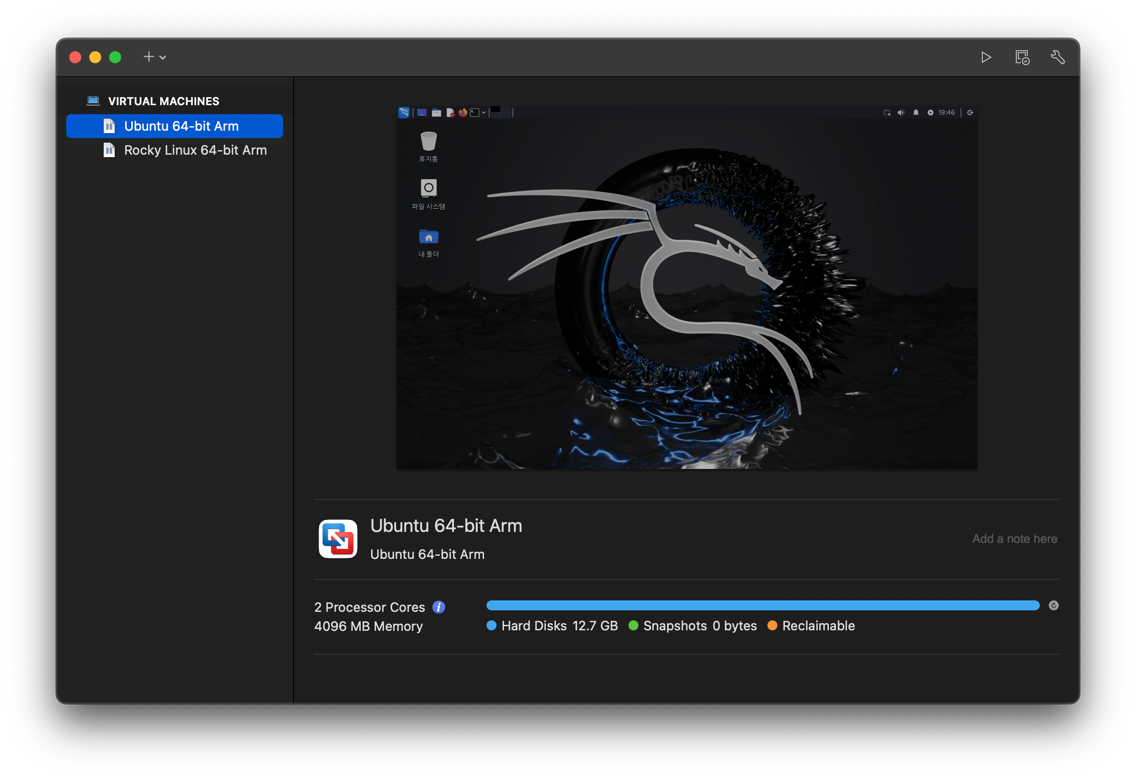 VIRTUAL MACHINES
Ubuntu 64-bit Arm
Rocky Linux 64-bit Arm
19:46
휴지통
파일 시스템
내 폴더
Ubuntu 64-bit Arm
Ubuntu 64-bit Arm
Add a note here
2 Processor Cores
4096 MB Memory
Hard Disks 12.7 GB Snapshots 0 bytes Reclaimable